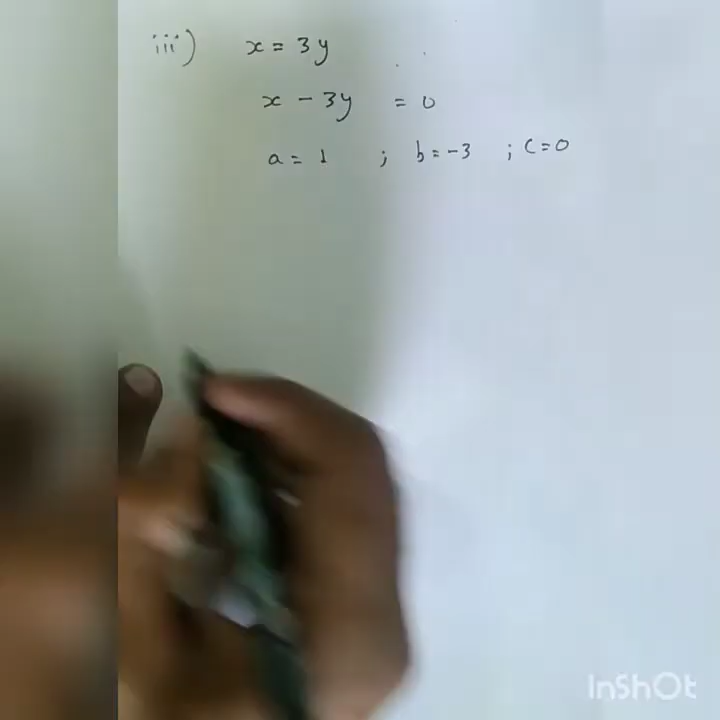 iii) x = 3y
x - 3y = 0
a = 1 ; b = -3 ; c = 0
InShOt